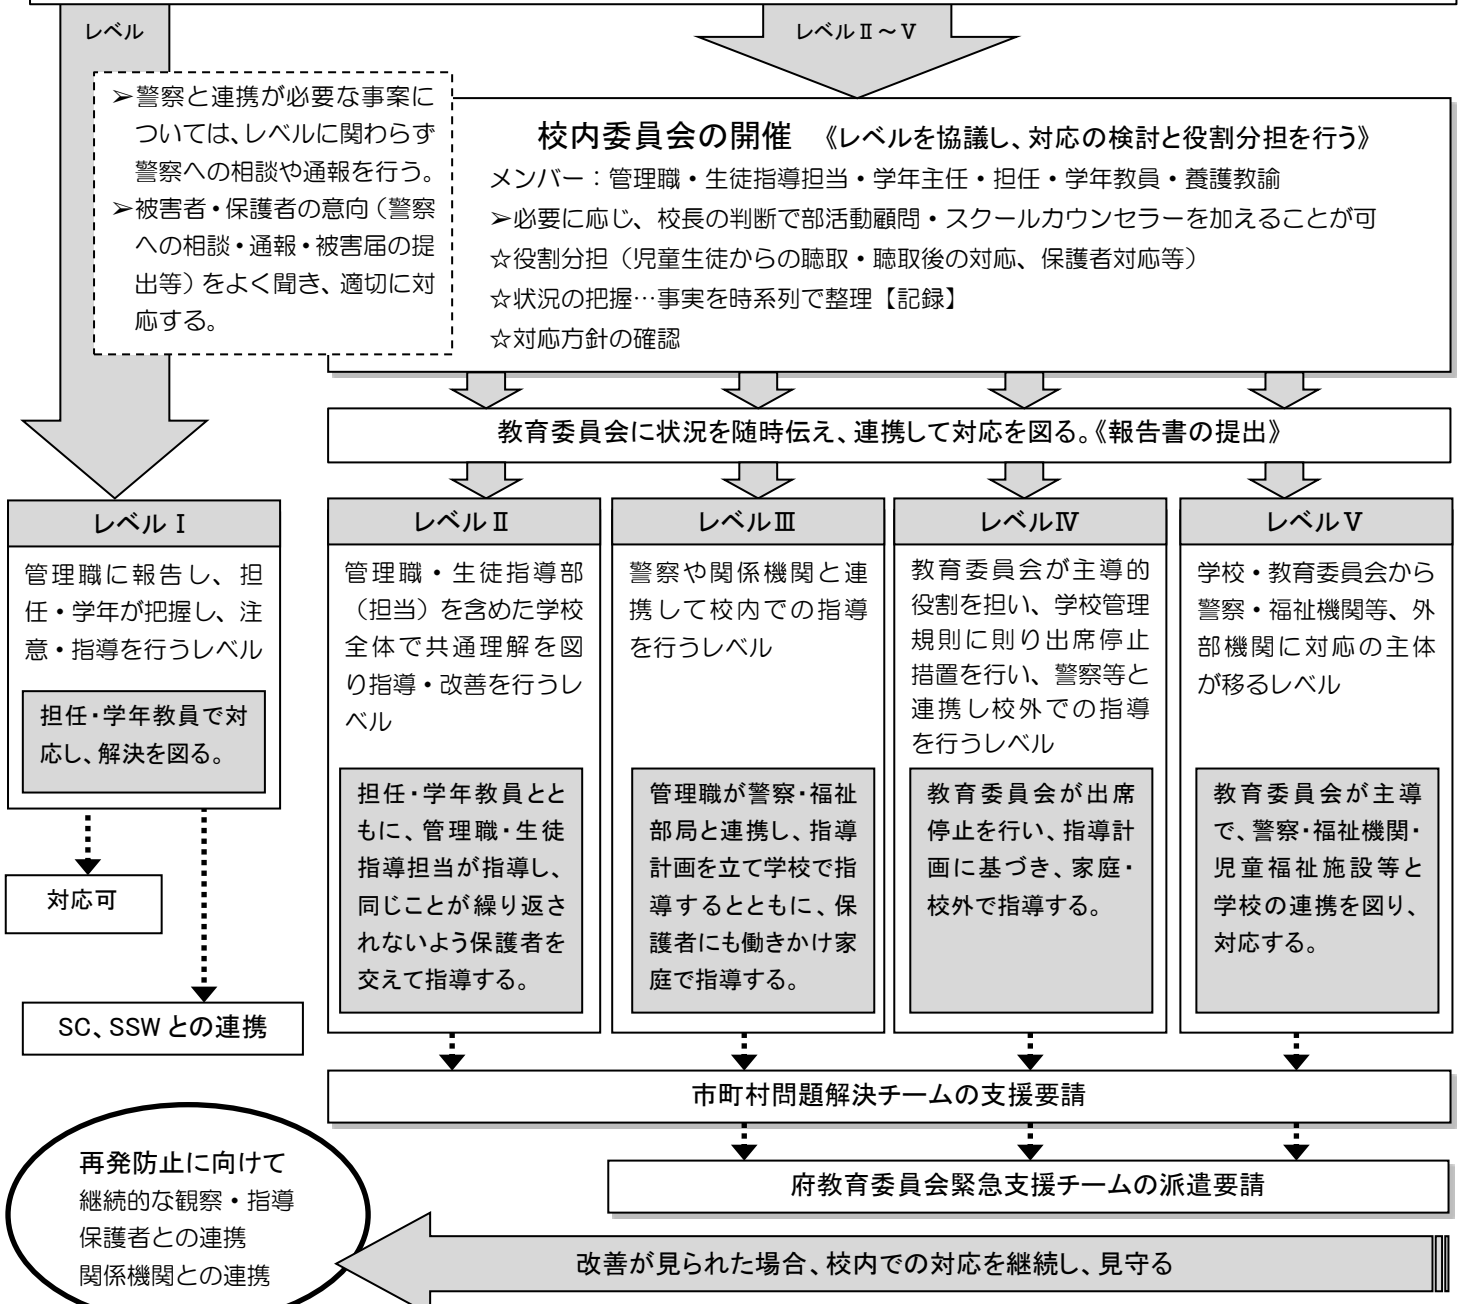 レベル
レベルⅡ～Ⅴ
➢警察と連携が必要な事案に
ついては、レベルに関わらず
警察への相談や通報を行う。
➢被害者・保護者の意向（警察
への相談・通報・被害届の提
出等）をよく聞き、適切に対
応する。
校内委員会の開催　《レベルを協議し、対応の検討と役割分担を行う》
メンバー：管理職・生徒指導担当・学年主任・担任・学年教員・養護教諭
➢必要に応じ、校長の判断で部活動顧問・スクールカウンセラーを加えることが可
☆役割分担（児童生徒からの聴取・聴取後の対応、保護者対応等）
☆状況の把握…事実を時系列で整理【記録】
☆対応方針の確認
教育委員会に状況を随時伝え、連携して対応を図る。《報告書の提出》
レベルⅠ
管理職に報告し、担
任・学年が把握し、注
意・指導を行うレベル
担任・学年教員で対
応し、解決を図る。
対応可
SC、SSWとの連携
レベルⅡ
管理職・生徒指導部
（担当）を含めた学校
全体で共通理解を図
り指導・改善を行うレ
ベル
担任・学年教員とと
もに、管理職・生徒
指導担当が指導し、
同じことが繰り返さ
れないよう保護者を
交えて指導する。
レベルⅢ
警察や関係機関と連
携して校内での指導
を行うレベル
管理職が警察・福祉
部局と連携し、指導
計画を立て学校で指
導するとともに、保
護者にも働きかけ家
庭で指導する。
レベルⅣ
教育委員会が主導的
役割を担い、学校管理
規則に則り出席停止
措置を行い、警察等と
連携し校外での指導
を行うレベル
教育委員会が出席
停止を行い、指導計
画に基づき、家庭・
校外で指導する。
レベルⅤ
学校・教育委員会から
警察・福祉機関等、外
部機関に対応の主体
が移るレベル
教育委員会が主導
で、警察・福祉機関・
児童福祉施設等と
学校の連携を図り、
対応する。
市町村問題解決チームの支援要請
府教育委員会緊急支援チームの派遣要請
再発防止に向けて
継続的な観察・指導
保護者との連携
関係機関との連携
改善が見られた場合、校内での対応を継続し、見守る